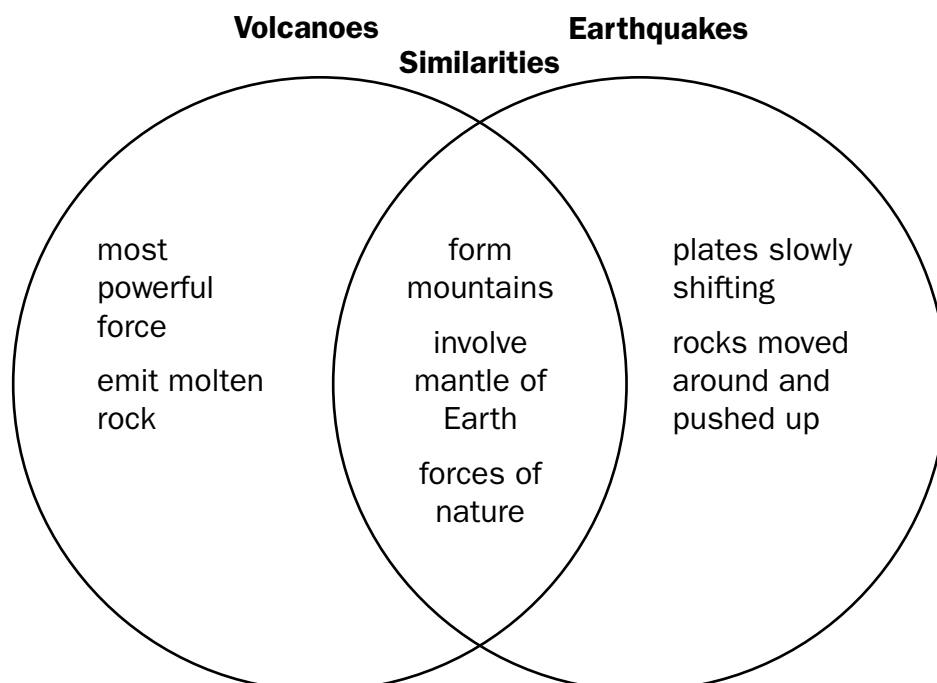 Volcanoes
Earthquakes
Similarities
most
powerful
force
emit molten
rock
form
mountains
involve
mantle of
Earth
forces of
nature
plates slowly
shifting
rocks moved
around and
pushed up